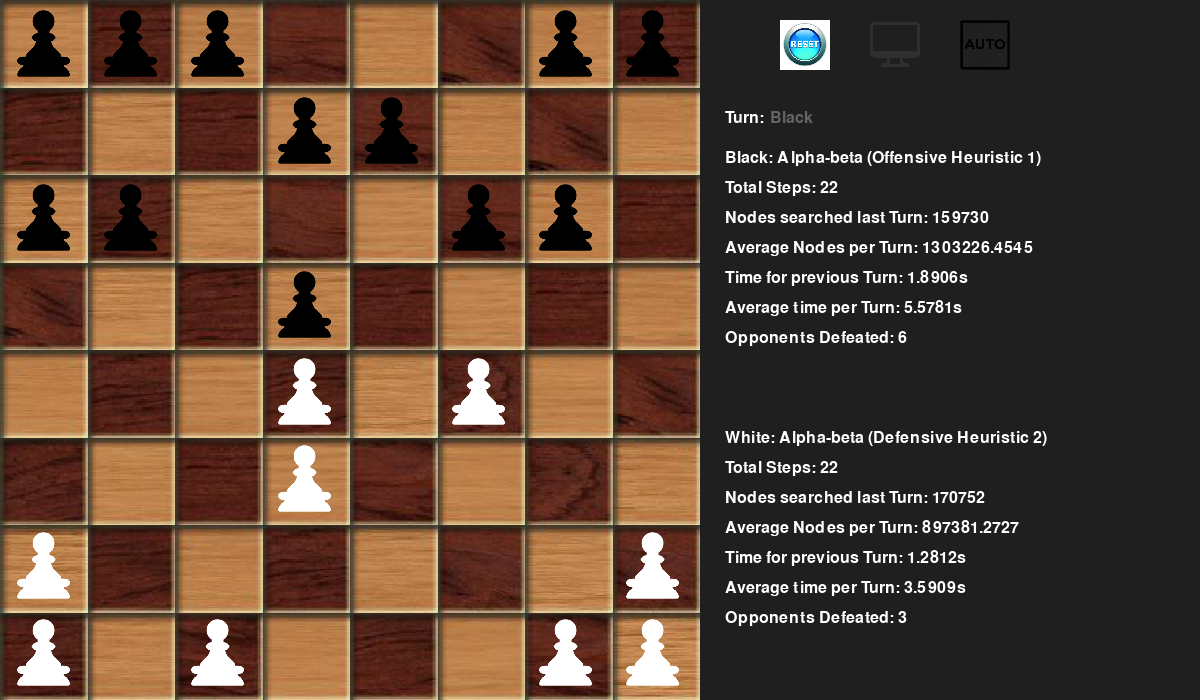 RESET
AUTO
Turn: Black
Black: Alpha-beta (Offensive Heuristic 1)
Total Steps: 22
Nodes searched last Turn: 159730
Average Nodes per Turn: 1303226.4545
Time for previous Turn: 1.8906s
Average time per Turn: 5.5781s
Opponents Defeated: 6
White: Alpha-beta (Defensive Heuristic 2)
Total Steps: 22
Nodes searched last Turn: 170752
Average Nodes per Turn: 897381.2727
Time for previous Turn: 1.2812s
Average time per Turn: 3.5909s
Opponents Defeated: 3